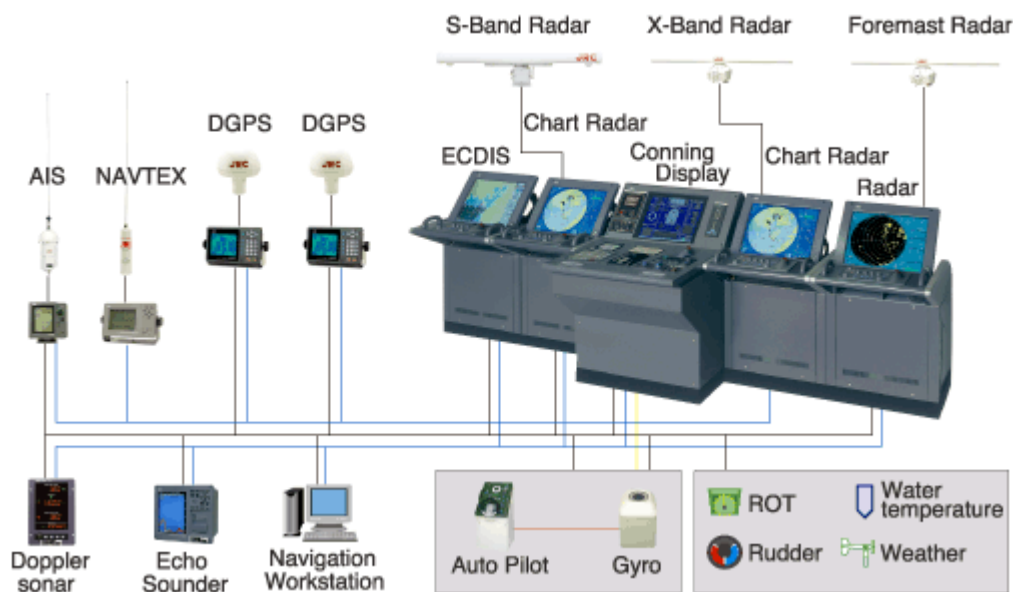 S-Band Radar
X-Band Radar
Foremast Radar
JRC
DGPS
DGPS
Chart Radar
Conning
Display
Chart Radar
ECDIS
AIS
NAVTEX
JRC
JRC
Radar
Doppler
sonar
Echo
Sounder
Navigation
Workstation
Auto Pilot
Gyro
ROT
Water
temperature
Rudder
Weather